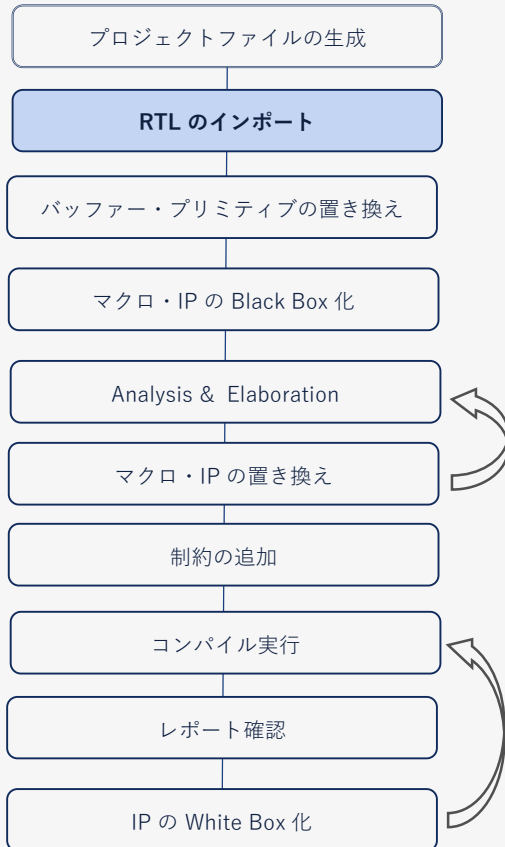 プロジェクトファイルの生成
RTL のインポート
バッファー・プリミティブの置き換え
マクロ・IP の Black Box 化
Analysis & Elaboration
マクロ・IP の置き換え
制約の追加
コンパイル実行
レポート確認
IP の White Box 化